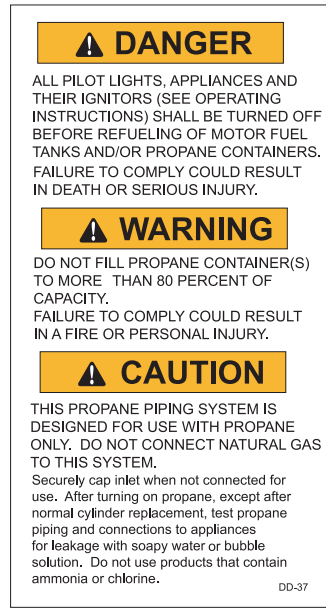 DANGER
ALL PILOT LIGHTS, APPLIANCES AND
THEIR IGNITORS (SEE OPERATING
INSTRUCTIONS) SHALL BE TURNED OFF
BEFORE REFUELING OF MOTOR FUEL
TANKS AND/OR PROPANE CONTAINERS.
FAILURE TO COMPLY COULD RESULT
IN DEATH OR SERIOUS INJURY.
WARNING
DO NOT FILL PROPANE CONTAINER(S)
TO MORE THAN 80 PERCENT OF
CAPACITY.
FAILURE TO COMPLY COULD RESULT
IN A FIRE OR PERSONAL INJURY.
CAUTION
THIS PROPANE PIPING SYSTEM IS
DESIGNED FOR USE WITH PROPANE
ONLY. DO NOT CONNECT NATURAL GAS
TO THIS SYSTEM.
Securely cap inlet when not connected for
use. After turning on propane, except after
normal cylinder replacement, test propane
piping and connections to appliances
for leakage with soapy water or bubble
solution. Do not use products that contain
ammonia or chlorine.
DD-37